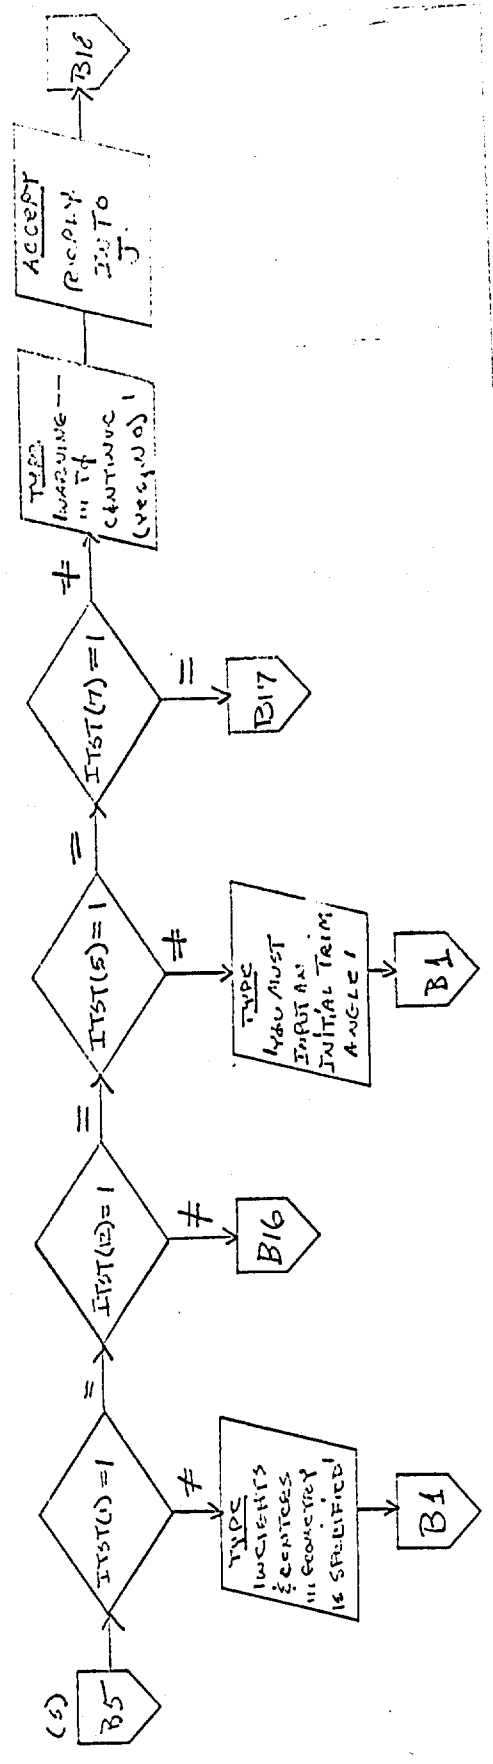 (s)
B5
ITST(1)=1
=
≠
TYPE
'WEIGHTS
& CENTRES
''' GEOMETRY
IS SPECIFIED'
B1
ITST(12)=1
=
≠
B16
ITST(5)=1
=
≠
TYPE
'YOU MUST
INPUT AN
INITIAL TRIM
ANGLE'
B1
ITST(7)=1
≠
=
B17
TYPE
'WARNING--
''' TO
CONTINUE
(YES, NO)'
ACCEPT
REPLY
INTO
J.
B18